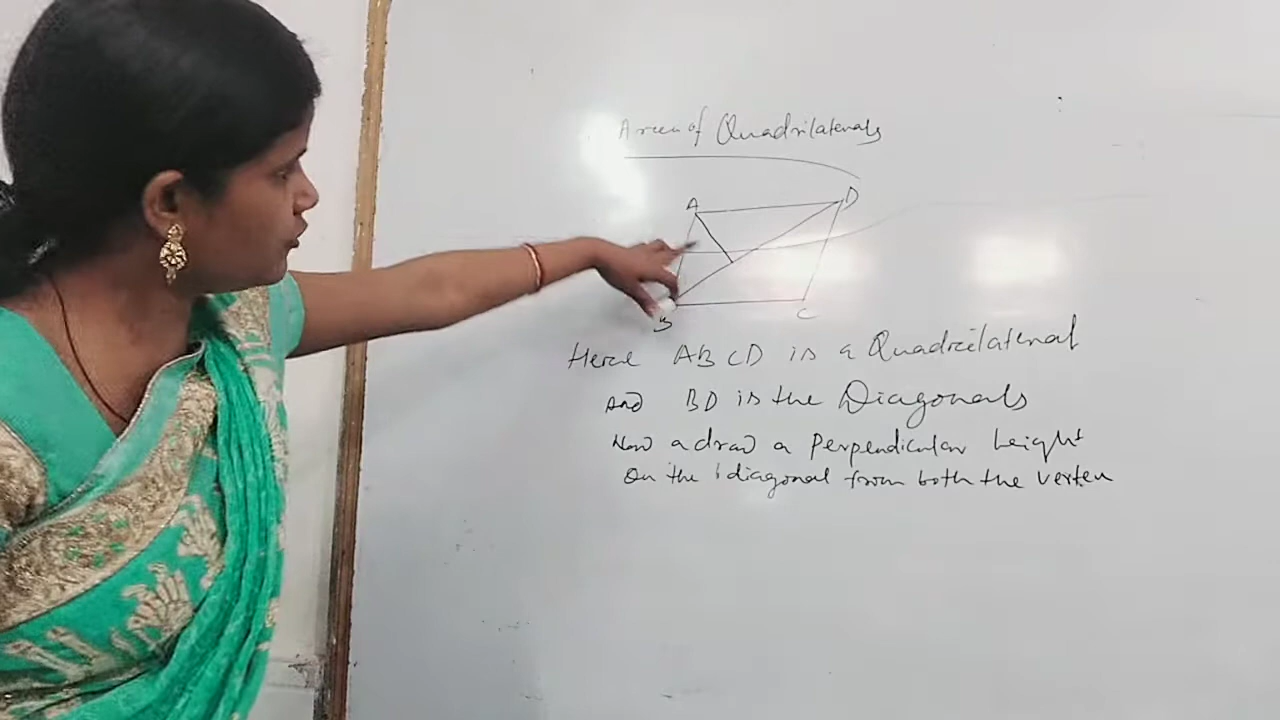 Area of Quadrilaterals
A D
B C
Here ABCD is a Quadrilateral
And BD is the Diagonals
Now a draw a perpendicular height
On the diagonal from both the vertex